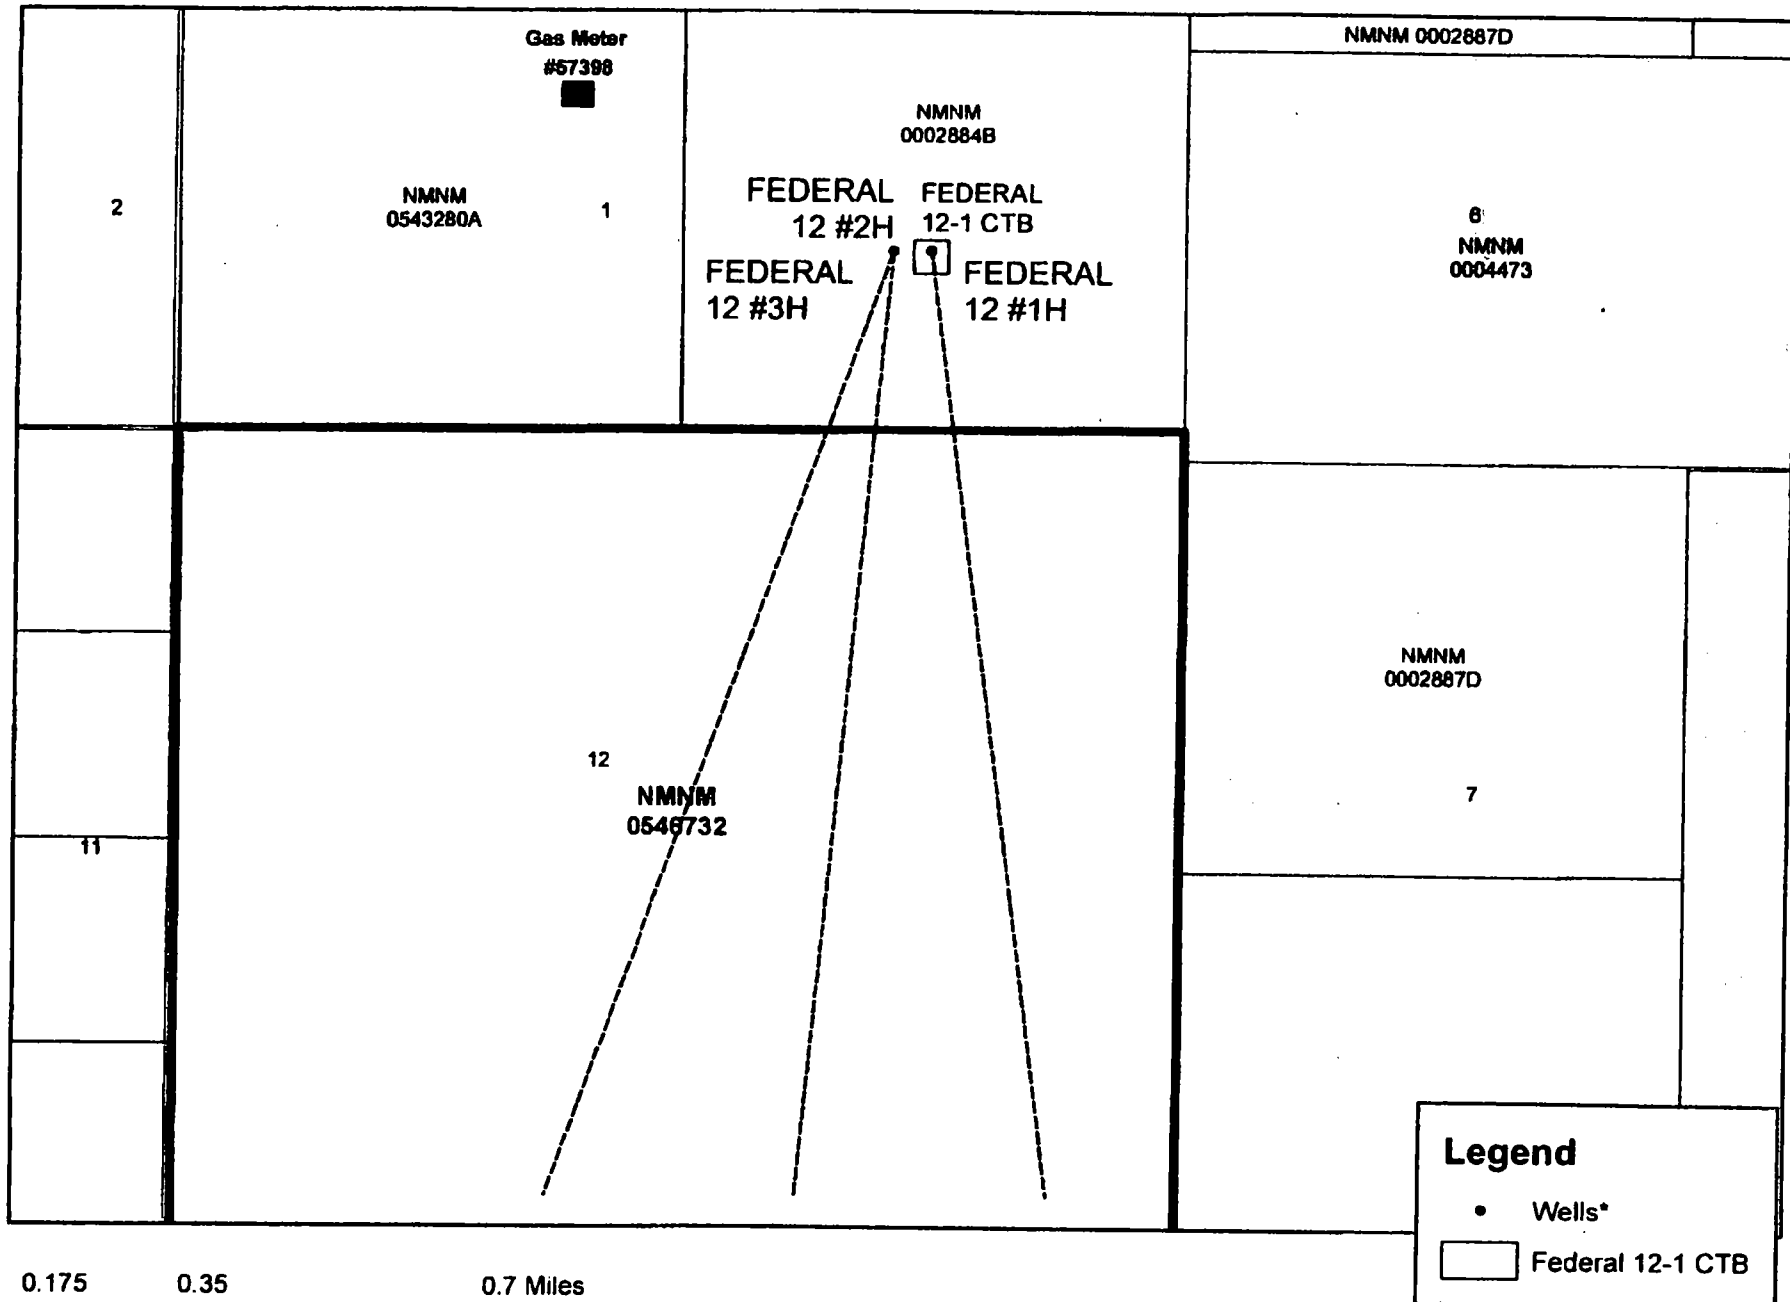 Gas Meter
#57398
NMNM 0002887D
NMNM
0002884B
2
NMNM
0543280A
1
FEDERAL
12 #2H
FEDERAL
12-1 CTB
6
NMNM
0004473
FEDERAL
12 #3H
FEDERAL
12 #1H
NMNM
0002887D
12
NMNM
0546732
7
11
Legend
Wells*
Federal 12-1 CTB
0.175 0.35 0.7 Miles